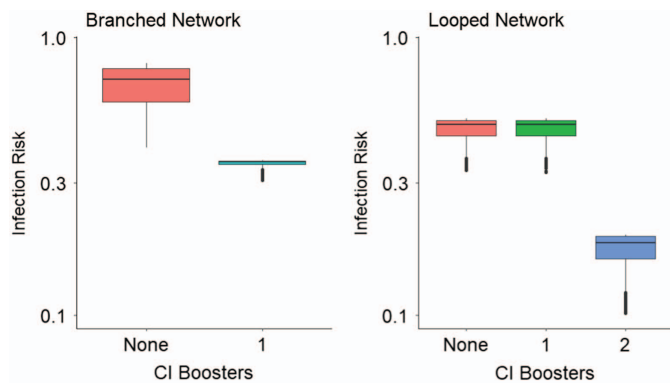 Branched Network
1.0
0.3
0.1
Infection Risk
None
1
CI Boosters
Looped Network
1.0
0.3
0.1
Infection Risk
None
1
2
CI Boosters